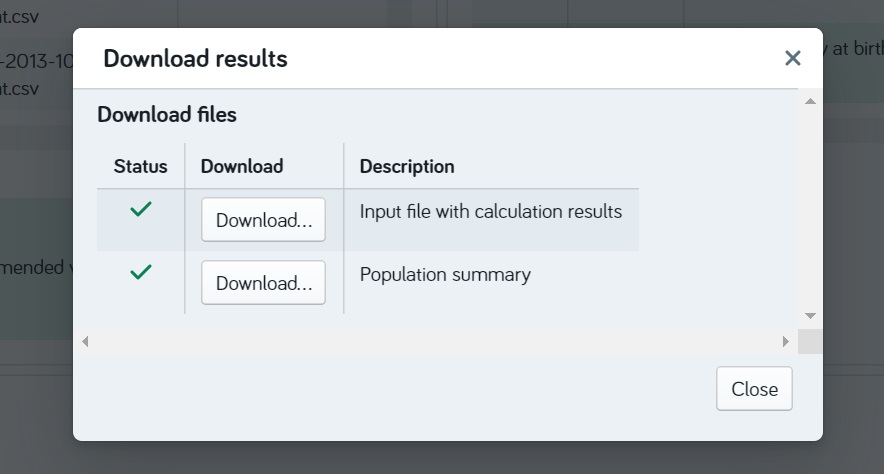 t.csv
-2013-10
t.csv
y at birth
Download results
Download files
Status Download Description
Download... Input file with calculation results
Download... Population summary
mended v
Close